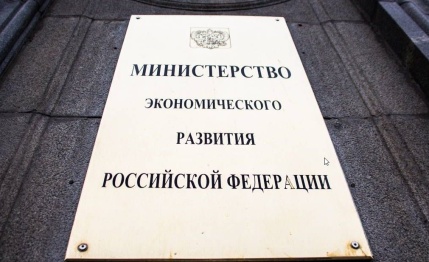 МИНИСТЕРСТВО
ЭКОНОМИЧЕСКОГО
РАЗВИТИЯ
РОССИЙСКОЙ ФЕДЕРАЦИИ